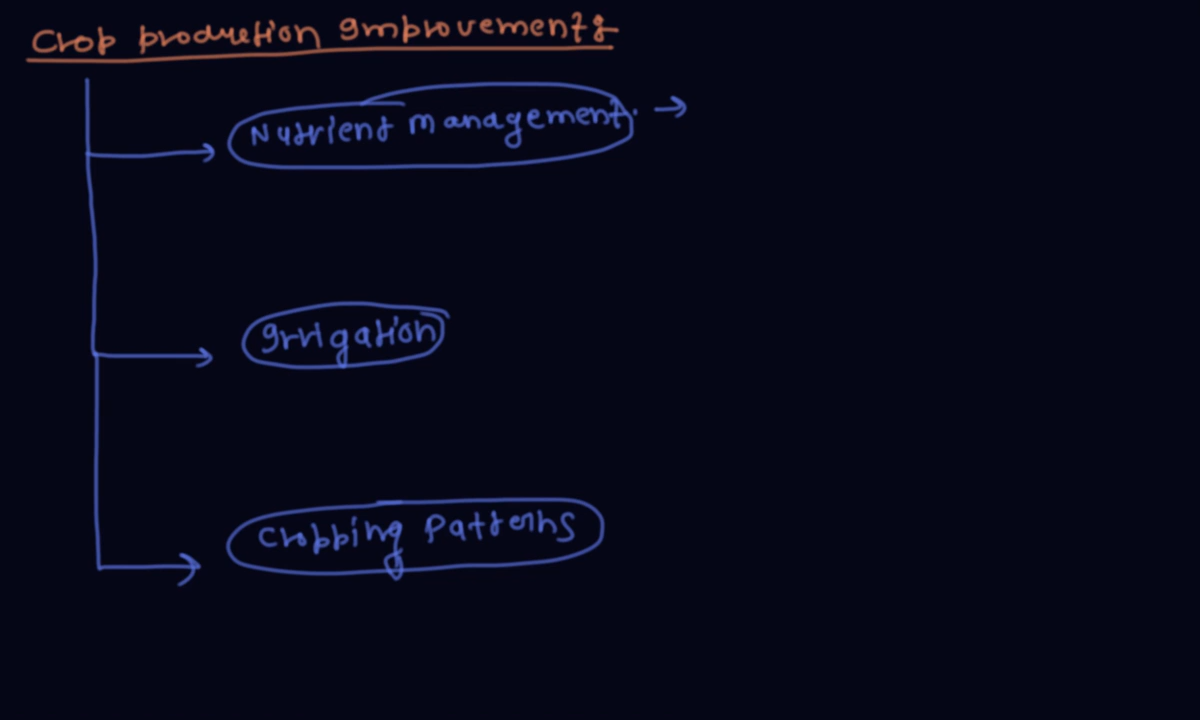 Crop production Improvements
Nutrient management. →
Irrigation
Cropping Patterns